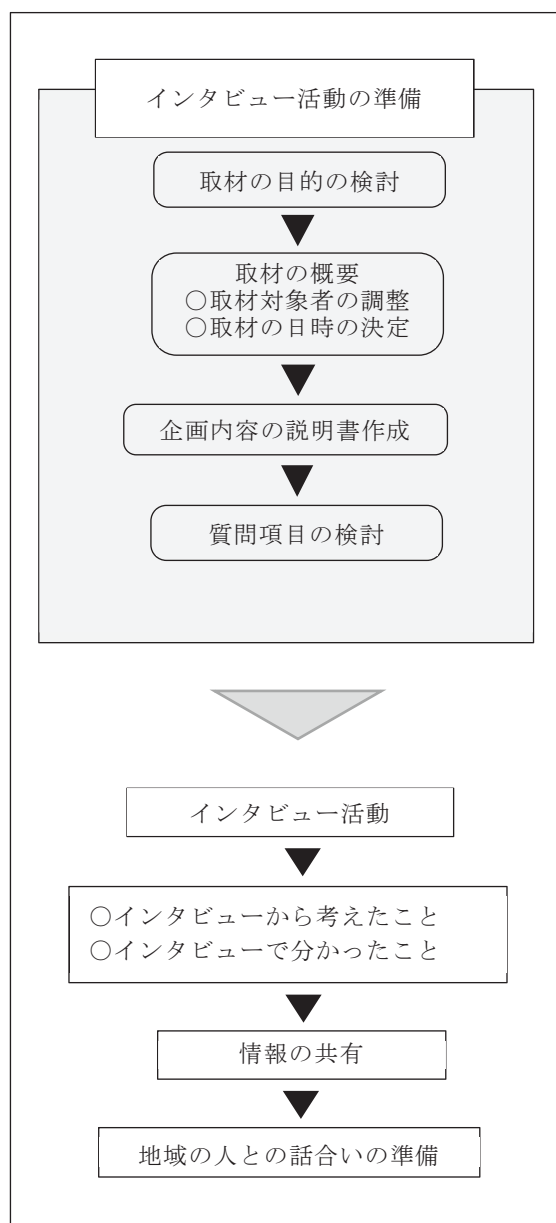 インタビュー活動の準備
取材の目的の検討
取材の概要
○取材対象者の調整
○取材の日時の決定
企画内容の説明書作成
質問項目の検討
インタビュー活動
○インタビューから考えたこと
○インタビューで分かったこと
情報の共有
地域の人との話合いの準備